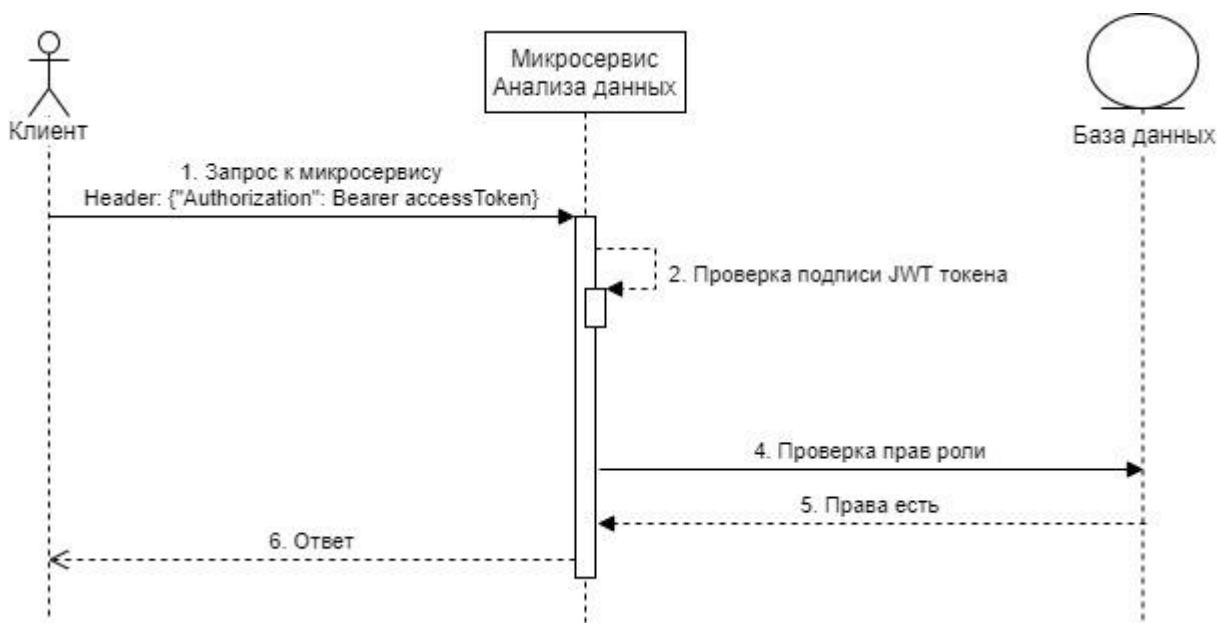 Микросервис
Анализа данных
Клиент
База данных
1. Запрос к микросервису
Header: {"Authorization": Bearer accessToken}
2. Проверка подписи JWT токена
4. Проверка прав роли
5. Права есть
6. Ответ